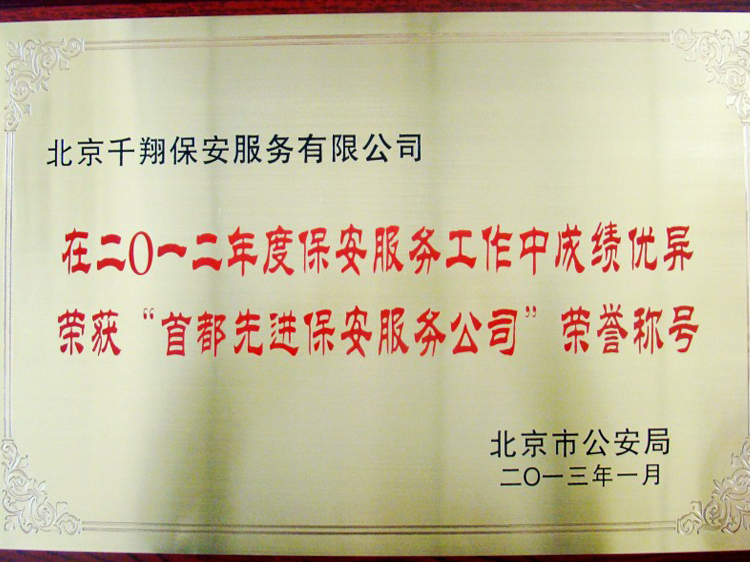 北京千翔保安服务有限公司
在二〇一二年度保安服务工作中成绩优异
荣获“首都先进保安服务公司”荣誉称号
北京市公安局
二〇一三年一月